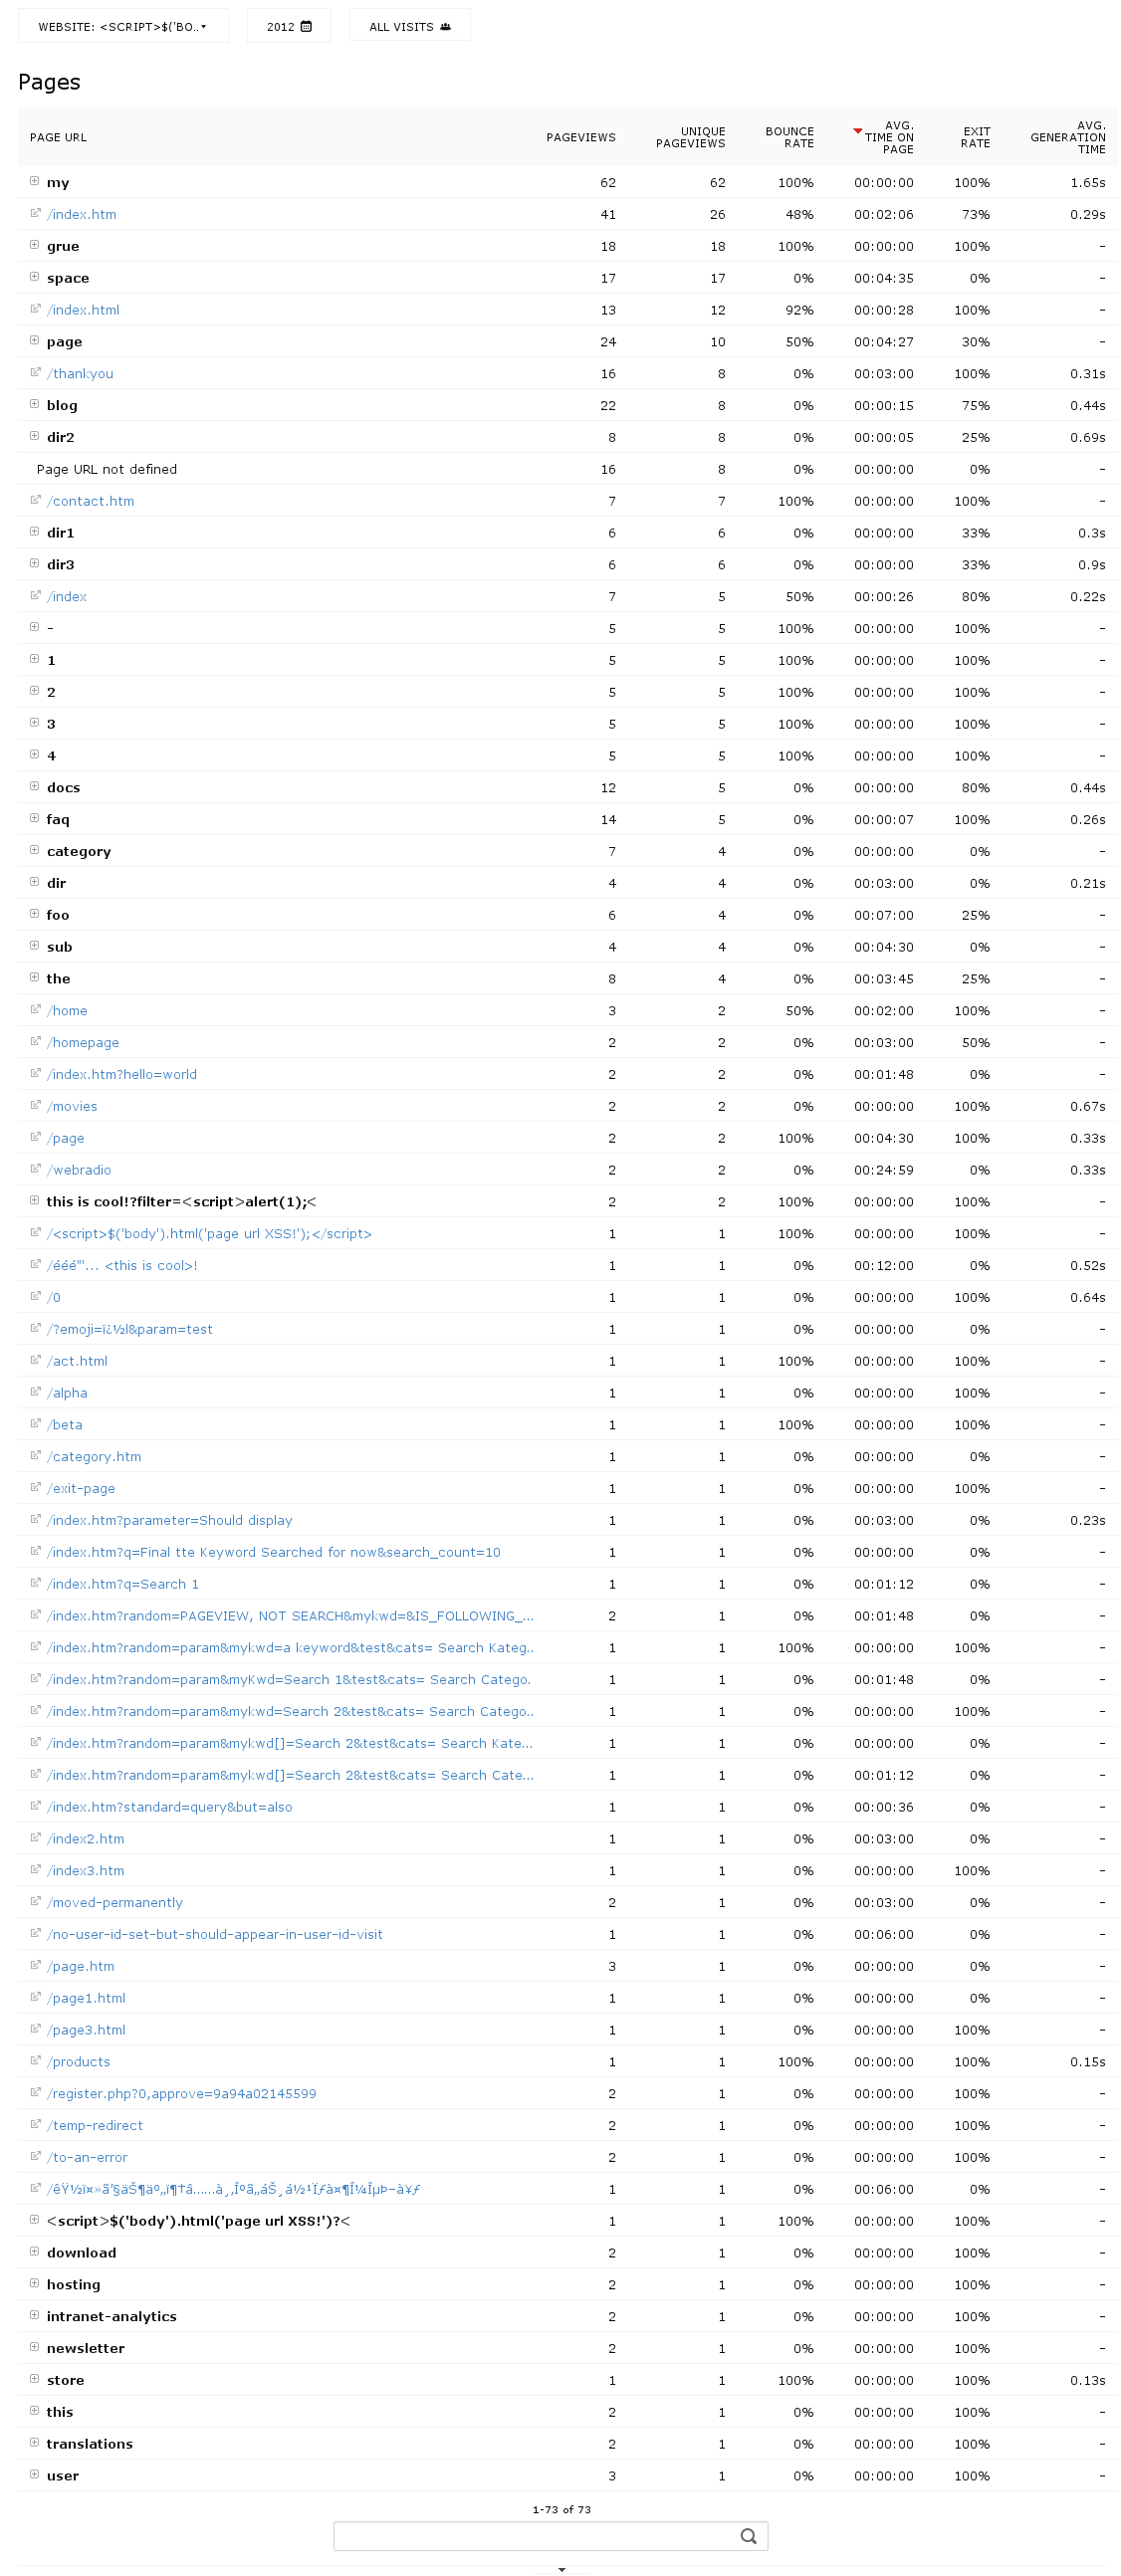 WEBSITE: <SCRIPT>$('BO.. 2012 ALL VISITS
Pages
PAGE URL PAGEVIEWS UNIQUE PAGEVIEWS BOUNCE RATE AVG. TIME ON PAGE EXIT RATE AVG. GENERATION TIME
my 62 62 100% 00:00:00 100% 1.65s
/index.htm 41 26 48% 00:02:06 73% 0.29s
grue 18 18 100% 00:00:00 100% -
space 17 17 0% 00:04:35 0% -
/index.html 13 12 92% 00:00:28 100% -
page 24 10 50% 00:04:27 30% -
/thankyou 16 8 0% 00:03:00 100% 0.31s
blog 22 8 0% 00:00:15 75% 0.44s
dir2 8 8 0% 00:00:05 25% 0.69s
Page URL not defined 16 8 0% 00:00:00 0% -
/contact.htm 7 7 100% 00:00:00 100% -
dir1 6 6 0% 00:00:00 33% 0.3s
dir3 6 6 0% 00:00:00 33% 0.9s
/index 7 5 50% 00:00:26 80% 0.22s
- 5 5 100% 00:00:00 100% -
1 5 5 100% 00:00:00 100% -
2 5 5 100% 00:00:00 100% -
3 5 5 100% 00:00:00 100% -
4 5 5 100% 00:00:00 100% -
docs 12 5 0% 00:00:00 80% 0.44s
faq 14 5 0% 00:00:07 100% 0.26s
category 7 4 0% 00:00:00 0% -
dir 4 4 0% 00:03:00 0% 0.21s
foo 6 4 0% 00:07:00 25% -
sub 4 4 0% 00:04:30 0% -
the 8 4 0% 00:03:45 25% -
/home 3 2 50% 00:02:00 100% -
/homepage 2 2 0% 00:03:00 50% -
/index.htm?hello=world 2 2 0% 00:01:48 0% -
/movies 2 2 0% 00:00:00 100% 0.67s
/page 2 2 100% 00:04:30 100% 0.33s
/webradio 2 2 0% 00:24:59 0% 0.33s
this is cool!?filter=<script>alert(1);< 2 2 100% 00:00:00 100% -
/<script>$('body').html('page url XSS!');</script> 1 1 100% 00:00:00 100% -
/ééé"'... <this is cool>! 1 1 0% 00:12:00 0% 0.52s
/0 1 1 0% 00:00:00 100% 0.64s
/?emoji=ï¿½l&param=test 1 1 0% 00:00:00 0% -
/act.html 1 1 100% 00:00:00 100% -
/alpha 1 1 0% 00:00:00 100% -
/beta 1 1 100% 00:00:00 100% -
/category.htm 1 1 0% 00:00:00 0% -
/exit-page 1 1 0% 00:00:00 100% -
/index.htm?parameter=Should display 1 1 0% 00:03:00 0% 0.23s
/index.htm?q=Final tte Keyword Searched for now&search_count=10 1 1 0% 00:00:00 0% -
/index.htm?q=Search 1 1 1 0% 00:01:12 0% -
/index.htm?random=PAGEVIEW, NOT SEARCH&mykwd=&IS_FOLLOWING_... 2 1 0% 00:01:48 0% -
/index.htm?random=param&mykwd=a keyword&test&cats= Search Kateg.. 1 1 100% 00:00:00 100% -
/index.htm?random=param&myKwd=Search 1&test&cats= Search Catego. 1 1 0% 00:01:48 0% -
/index.htm?random=param&mykwd=Search 2&test&cats= Search Catego.. 1 1 0% 00:00:00 100% -
/index.htm?random=param&mykwd[]=Search 2&test&cats= Search Kate... 1 1 0% 00:00:00 0% -
/index.htm?random=param&mykwd[]=Search 2&test&cats= Search Cate... 1 1 0% 00:01:12 0% -
/index.htm?standard=query&but=also 1 1 0% 00:00:36 0% -
/index2.htm 1 1 0% 00:03:00 0% -
/index3.htm 1 1 0% 00:00:00 100% -
/moved-permanently 2 1 0% 00:03:00 0% -
/no-user-id-set-but-should-appear-in-user-id-visit 1 1 0% 00:06:00 0% -
/page.htm 3 1 0% 00:00:00 0% -
/page1.html 1 1 0% 00:00:00 0% -
/page3.html 1 1 0% 00:00:00 100% -
/products 1 1 100% 00:00:00 100% 0.15s
/register.php?0,approve=9a94a02145599 2 1 0% 00:00:00 100% -
/temp-redirect 2 1 0% 00:00:00 100% -
/to-an-error 2 1 0% 00:00:00 100% -
1 1 0% 00:06:00 0% -
<script>$('body').html('page url XSS!')?< 1 1 100% 00:00:00 100% -
download 2 1 0% 00:00:00 100% -
hosting 2 1 0% 00:00:00 100% -
intranet-analytics 2 1 0% 00:00:00 100% -
newsletter 2 1 0% 00:00:00 100% -
store 1 1 100% 00:00:00 100% 0.13s
this 2 1 0% 00:00:00 100% -
translations 2 1 0% 00:00:00 100% -
user 3 1 0% 00:00:00 100% -
1-73 of 73